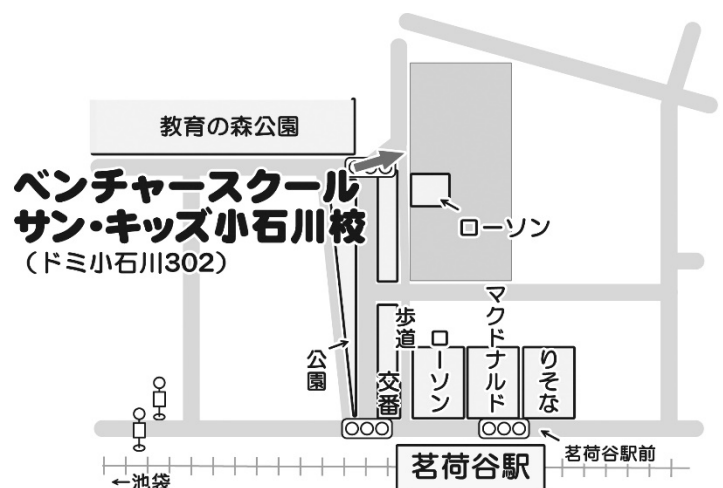 教育の森公園
ベンチャースクール
サン・キッズ小石川校
（ドミ小石川302）
ローソン
公園
交番
歩道
ローソン
マクドナルド
りそな
茗荷谷駅前
茗荷谷駅
←池袋